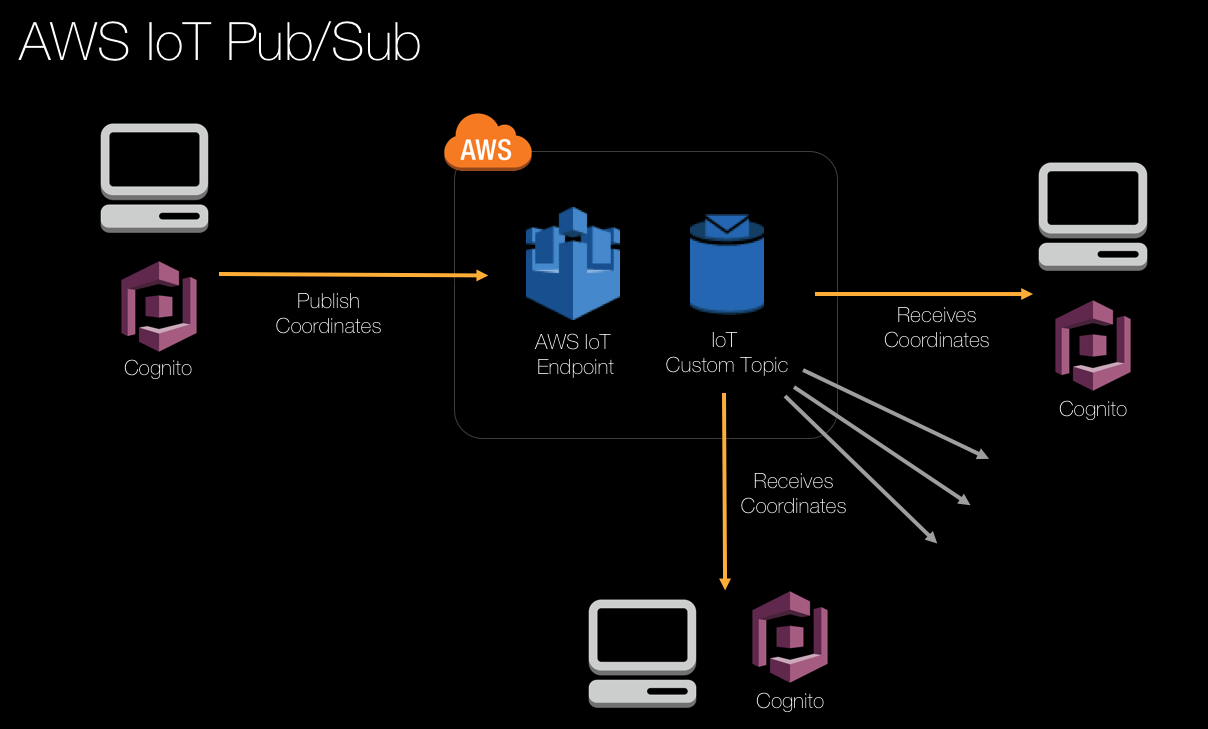 AWS IoT Pub/Sub
AWS
Publish
Coordinates
Cognito
AWS IoT
Endpoint
IoT
Custom Topic
Receives
Coordinates
Cognito
Receives
Coordinates
Cognito